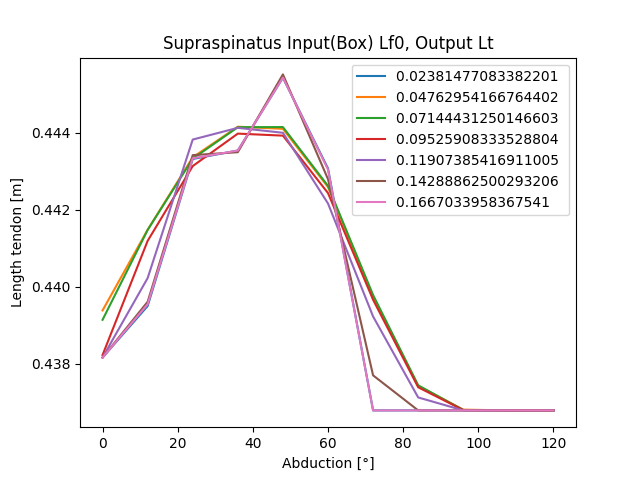 Supraspinatus Input(Box) Lf0, Output Lt
0.02381477083382201
0.04762954166764402
0.07144431250146603
0.09525908333528804
0.11907385416911005
0.14288862500293206
0.1667033958367541
0.444
0.442
0.440
0.438
Length tendon [m]
0 20 40 60 80 100 120
Abduction [°]